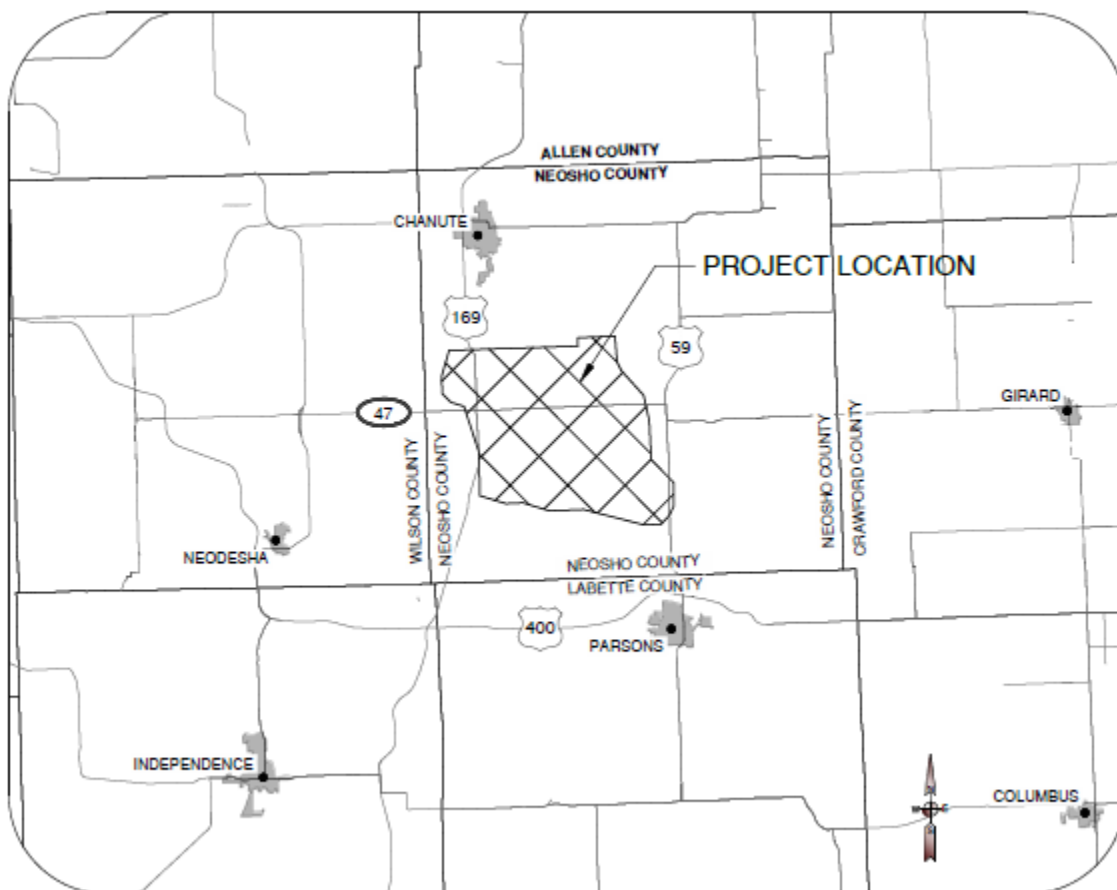 ALLEN COUNTY
NEOSHO COUNTY
CHANUTE
PROJECT LOCATION
169
59
47
GIRARD
WILSON COUNTY
NEOSHO COUNTY
NEOSHO COUNTY
CRAWFORD COUNTY
NEODESHA
NEOSHO COUNTY
LABETTE COUNTY
400
PARSONS
INDEPENDENCE
COLUMBUS